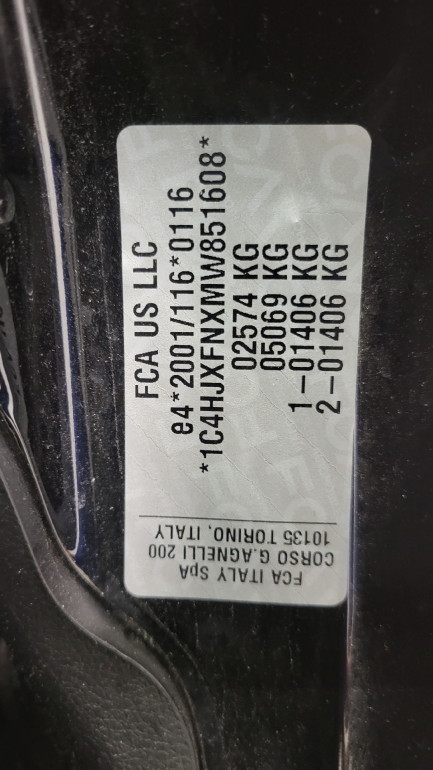 FCA US LLC
e4*2001/116*0116
*1C4HJXFNXMW851608*
02574 KG
05069 KG
1-01406 KG
2-01406 KG
FCA ITALY SpA
CORSO G.AGNELLI 200
10135 TORINO, ITALY